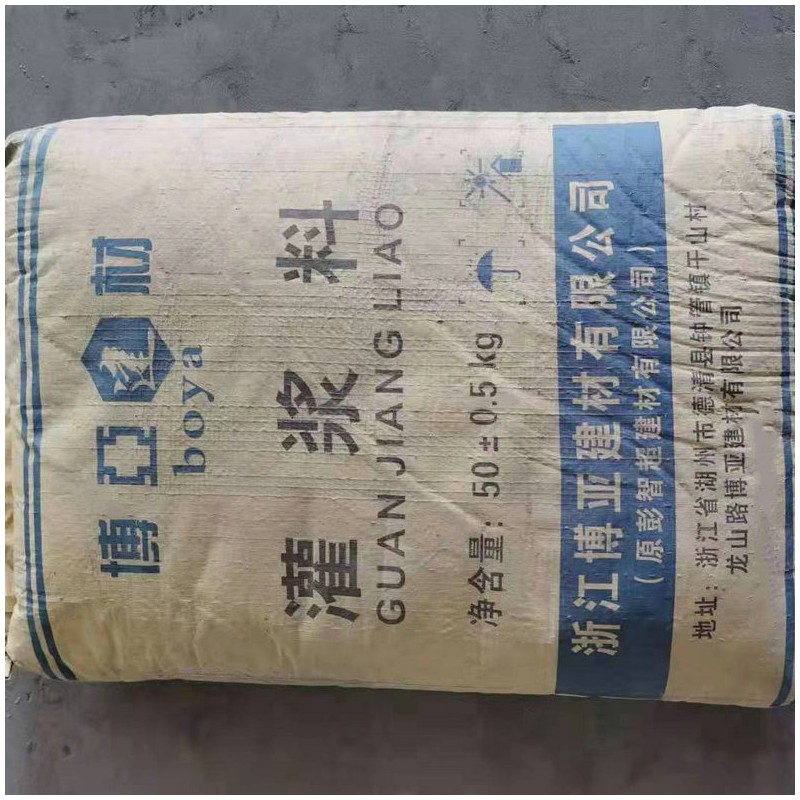 博亚建材
boya
灌浆料
GUAN JIANG LIAO
净含量：50±0.5kg
浙江博亚建材有限公司
（原彭智超建材有限公司）
地址：浙江省湖州市德清县钟管镇干山村
龙山路博亚建材有限公司